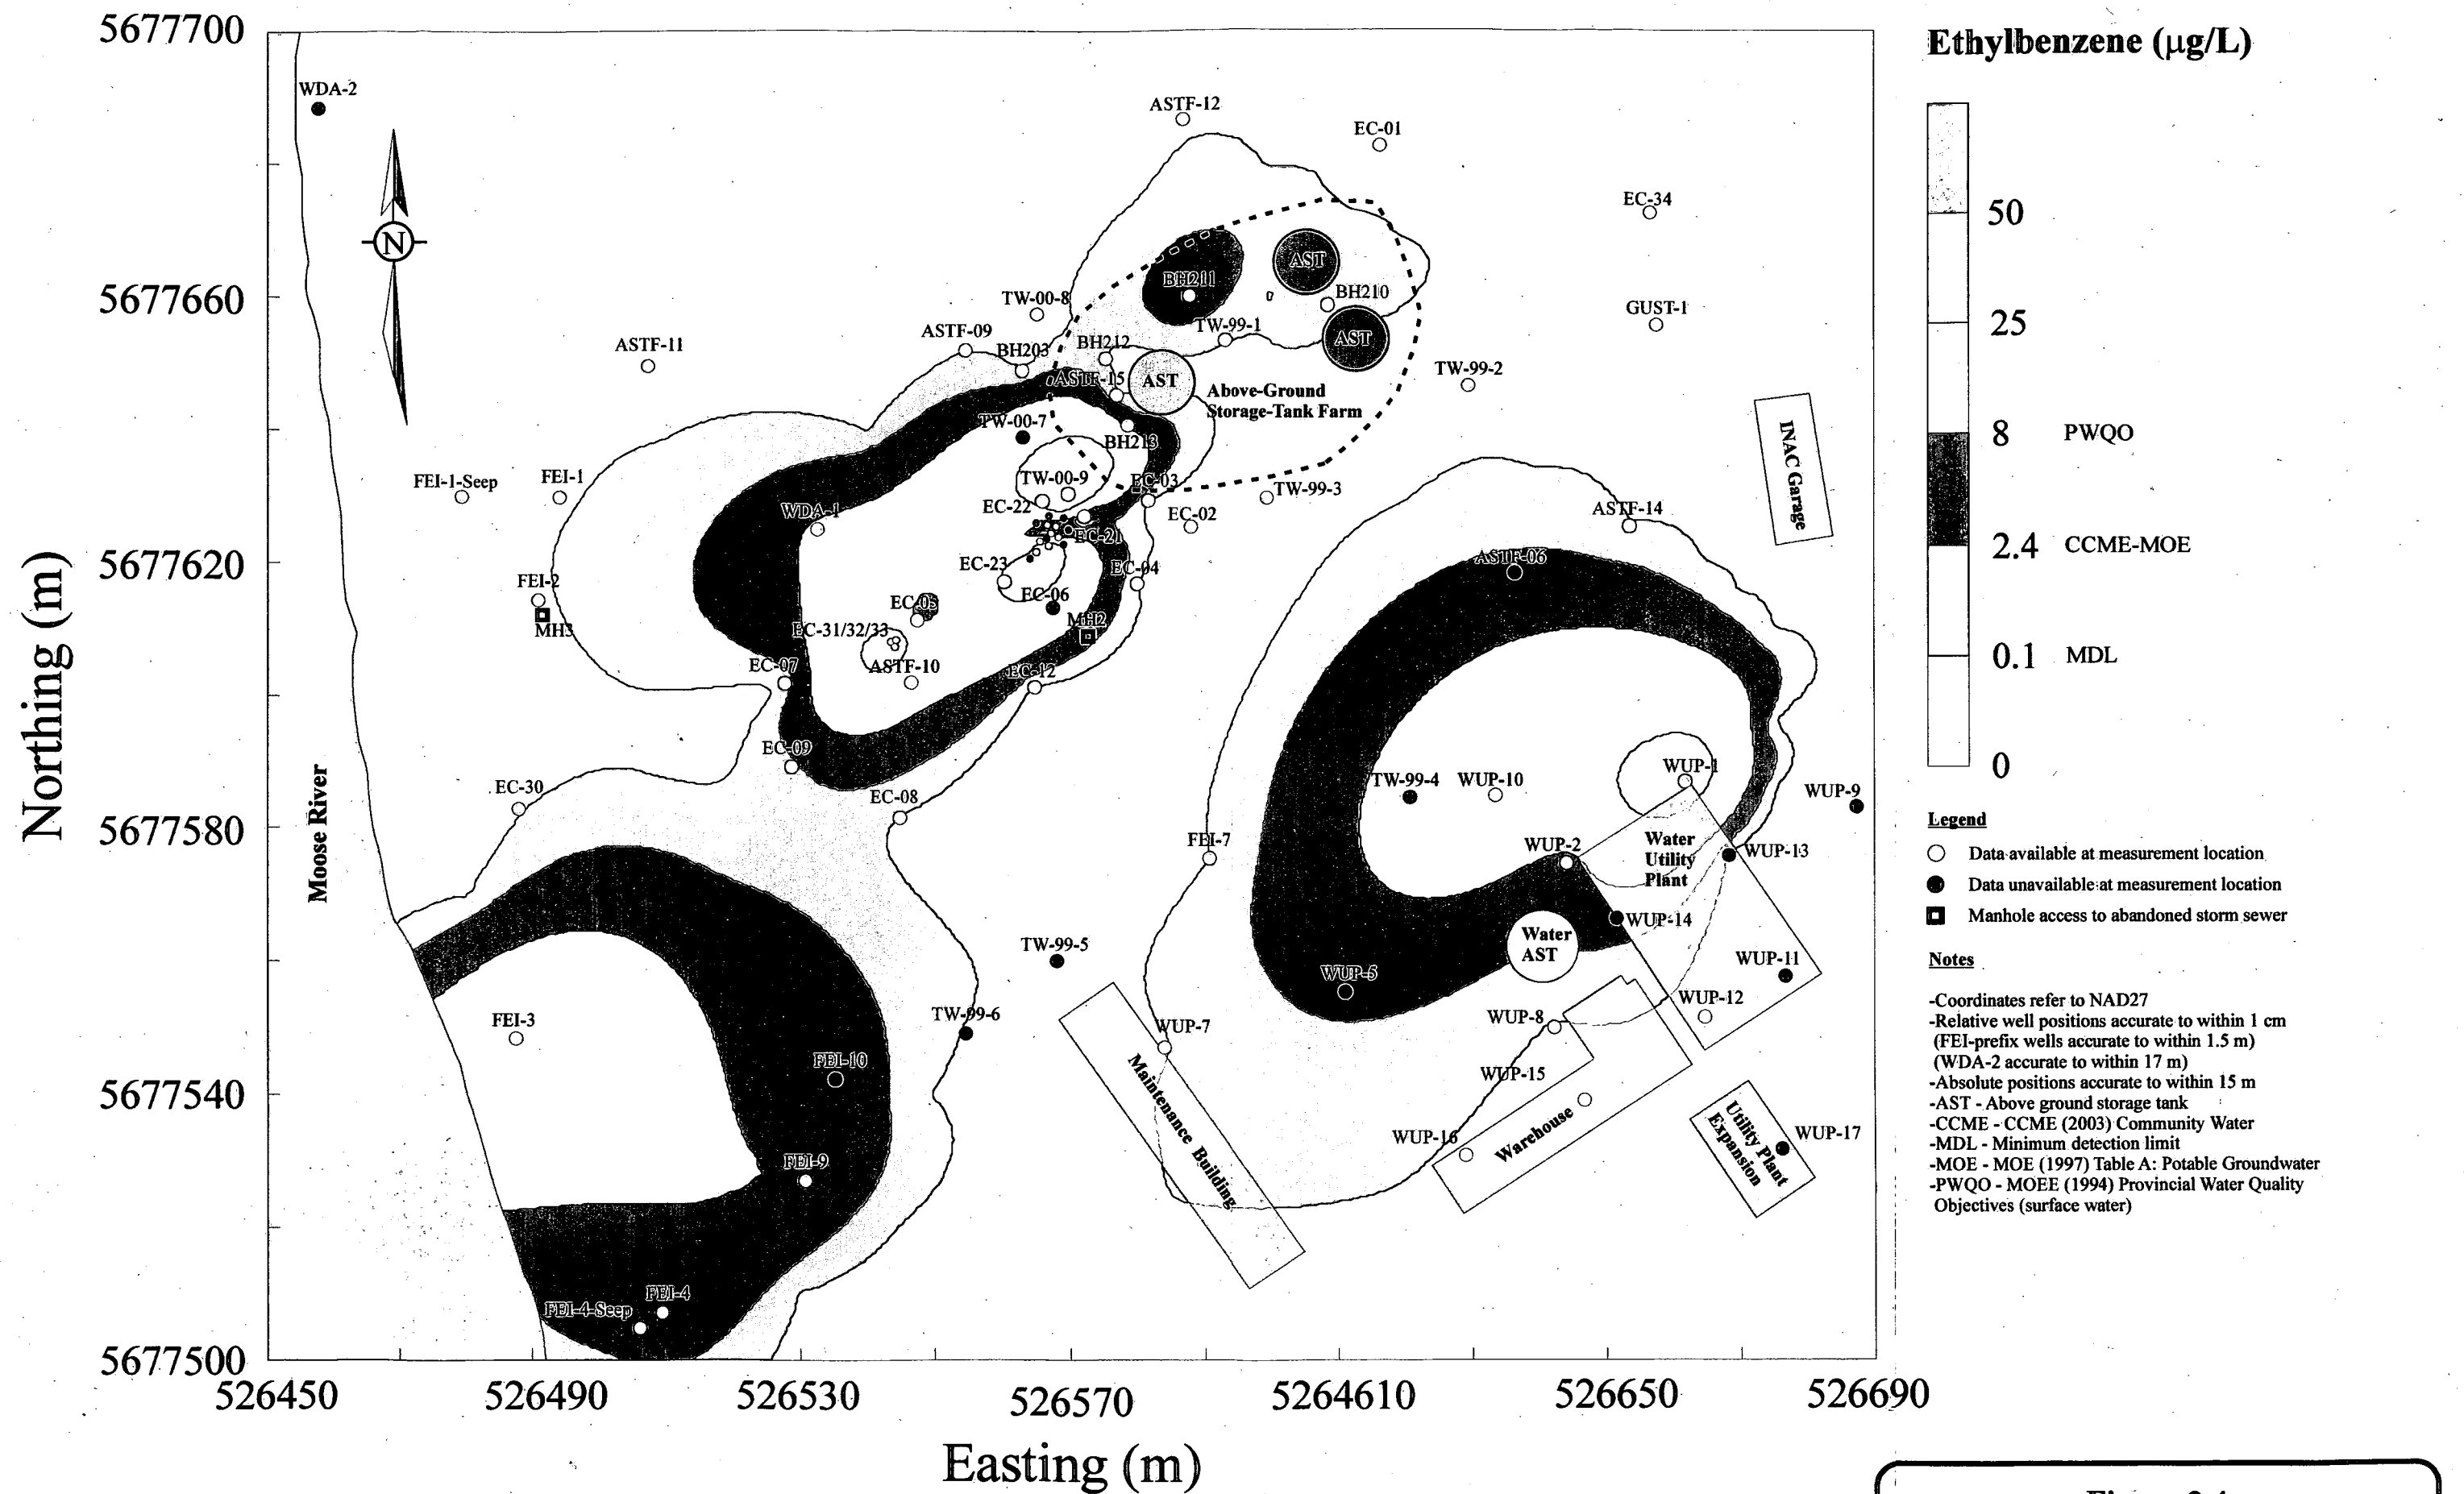 5677700
5677660
5677620
5677580
5677540
5677500
Northing (m)
526450
526490
526530
526570
5264610
526650
526690
Easting (m)
WDA-2
N
ASTF-12
EC-01
EC-34
BH211
AST
BH210
TW-00-8
GUST-1
TW-99-1
ASTF-09
BH203
BH212
ASTF-11
AST
TW-99-2
ASTF-15
AST
Above-Ground
Storage-Tank Farm
TW-00-7
BH213
INAC Garage
FEI-1-Seep
FEI-1
TW-00-9
EC-03
TW-99-3
WDA-1
EC-22
EC-02
ASTF-14
EC-21
EC-23
EC-04
ASTF-06
FEI-2
EC-06
EC-05
MH3
EC-31/32/33
MH2
EC-07
ASTF-10
EC-12
EC-09
WUP-1
EC-30
TW-99-4
WUP-10
WUP-9
EC-08
Moose River
FEI-7
WUP-2
Water
Utility
Plant
WUP-13
WUP-14
TW-99-5
Water
AST
WUP-11
WUP-5
WUP-12
FEI-3
TW-99-6
WUP-7
WUP-8
FEI-10
Maintenance Building
WUP-15
Warehouse
Utility Plant
Expansion
WUP-17
WUP-16
FEI-9
FEI-4
FEI-4-Seep
Ethylbenzene (µg/L)
50
25
8 PWQO
2.4 CCME-MOE
0.1 MDL
0
Legend
Data available at measurement location
Data unavailable at measurement location
Manhole access to abandoned storm sewer
Notes
-Coordinates refer to NAD27
-Relative well positions accurate to within 1 cm
(FEI-prefix wells accurate to within 1.5 m)
(WDA-2 accurate to within 17 m)
-Absolute positions accurate to within 15 m
-AST - Above ground storage tank
-CCME - CCME (2003) Community Water
-MDL - Minimum detection limit
-MOE - MOE (1997) Table A: Potable Groundwater
-PWQO - MOEE (1994) Provincial Water Quality
Objectives (surface water)